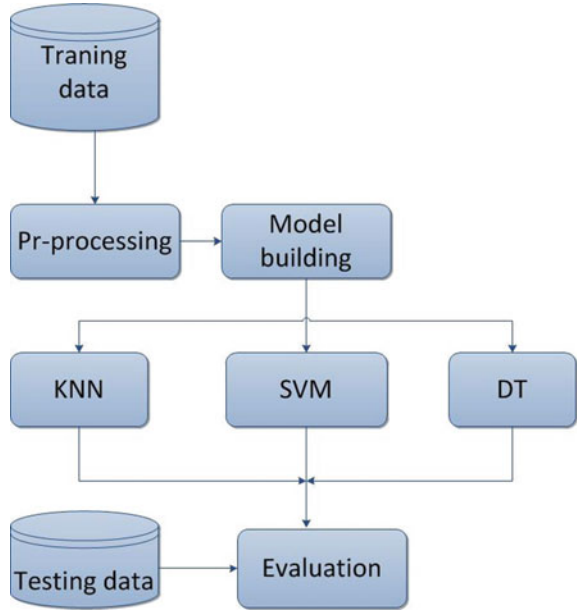 Traning
data
Pr-processing
Model
building
KNN
SVM
DT
Testing data
Evaluation